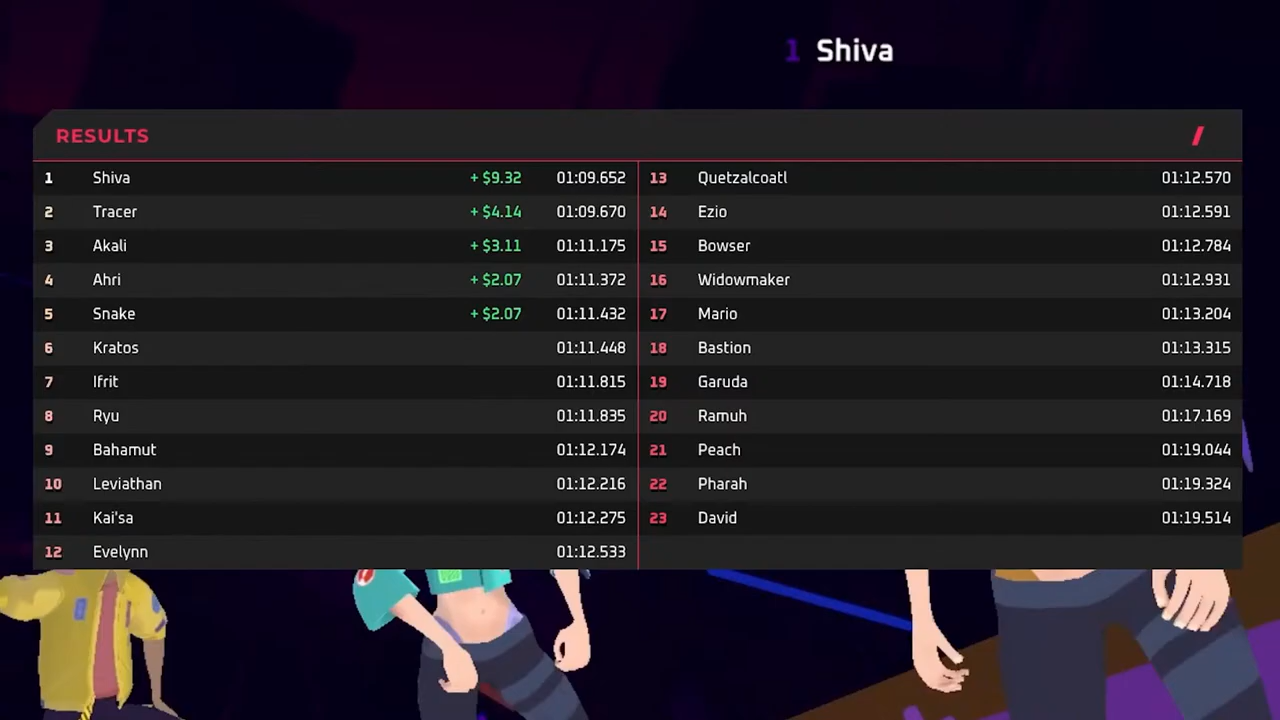 1 Shiva
RESULTS
1 Shiva + $9.32 01:09.652
2 Tracer + $4.14 01:09.670
3 Akali + $3.11 01:11.175
4 Ahri + $2.07 01:11.372
5 Snake + $2.07 01:11.432
6 Kratos 01:11.448
7 Ifrit 01:11.815
8 Ryu 01:11.835
9 Bahamut 01:12.174
10 Leviathan 01:12.216
11 Kai'sa 01:12.275
12 Evelynn 01:12.533
13 Quetzalcoatl 01:12.570
14 Ezio 01:12.591
15 Bowser 01:12.784
16 Widowmaker 01:12.931
17 Mario 01:13.204
18 Bastion 01:13.315
19 Garuda 01:14.718
20 Ramuh 01:17.169
21 Peach 01:19.044
22 Pharah 01:19.324
23 David 01:19.514